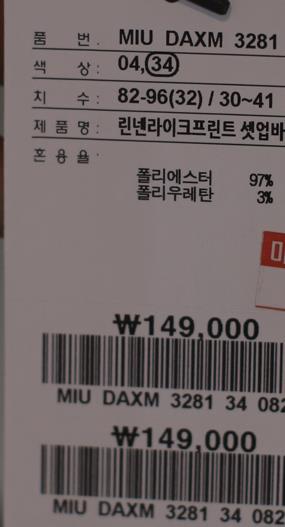 품 번: MIU DAXM 3281
색 상: 04,34
치 수: 82-96(32) / 30~41
제 품 명: 린넨라이크프린트 셋업바
혼 용 율:
폴리에스터 97%
폴리우레탄 3%
₩149,000
MIU DAXM 3281 34 082
₩149,000
MIU DAXM 3281 34 082